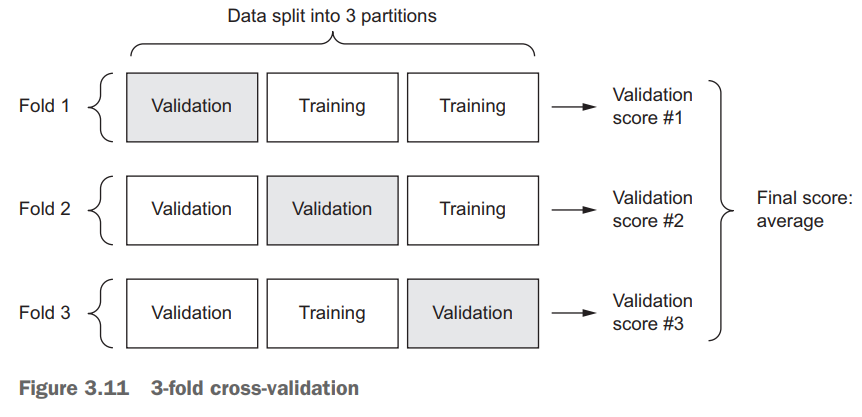 Data split into 3 partitions
Fold 1 Validation Training Training Validation score #1
Fold 2 Validation Validation Training Validation score #2
Final score: average
Fold 3 Validation Training Validation Validation score #3
Figure 3.11 3-fold cross-validation